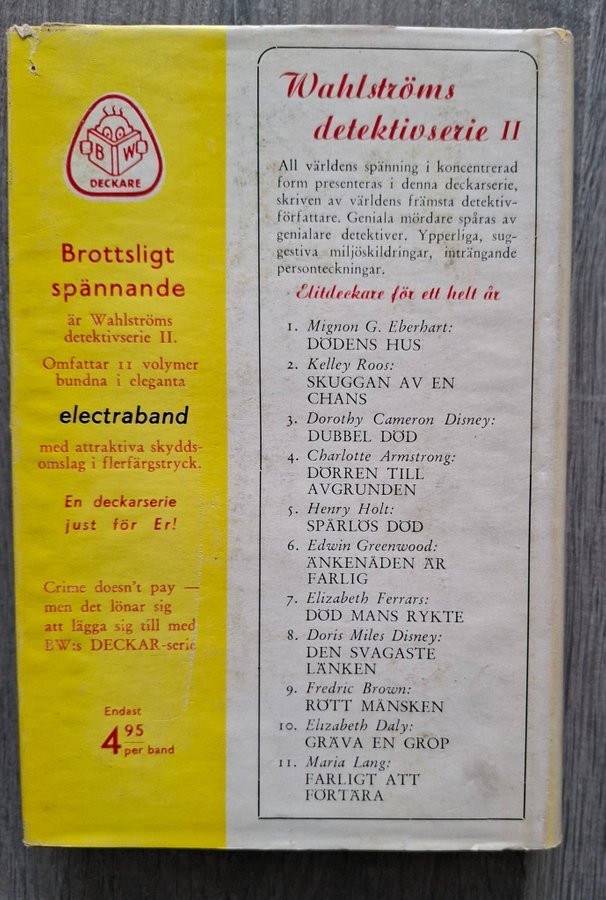 B W
DECKARE
Brottsligt
spännande
är Wahlströms
detektivserie II.
Omfattar 11 volymer
bundna i eleganta
electraband
med attraktiva skydds-
omslag i flerfärgstryck.
En deckarserie
just för Er!
Crime doesn't pay —
men det lönar sig
att lägga sig till med
BW:s DECKAR-serie
Endast
4 95
per band
Wahlströms
detektivserie II
All världens spänning i koncentrerad
form presenteras i denna deckarserie,
skriven av världens främsta detektiv-
författare. Geniala mördare spåras av
genialare detektiver. Ypperliga, sug-
gestiva miljöskildringar, inträngande
personteckningar.
Elitdeckare för ett helt år
1. Mignon G. Eberhart:
DÖDENS HUS
2. Kelley Roos:
SKUGGAN AV EN
CHANS
3. Dorothy Cameron Disney:
DUBBEL DÖD
4. Charlotte Armstrong:
DÖRREN TILL
AVGRUNDEN
5. Henry Holt:
SPÅRLÖS DÖD
6. Edwin Greenwood:
ÄNKENÅDEN ÄR
FARLIG
7. Elizabeth Ferrars:
DÖD MANS RYKTE
8. Doris Miles Disney:
DEN SVAGASTE
LÄNKEN
9. Fredric Brown:
RÖTT MÅNSKEN
10. Elizabeth Daly:
GRÄVA EN GROP
11. Maria Lang:
FARLIGT ATT
FÖRTÄRA